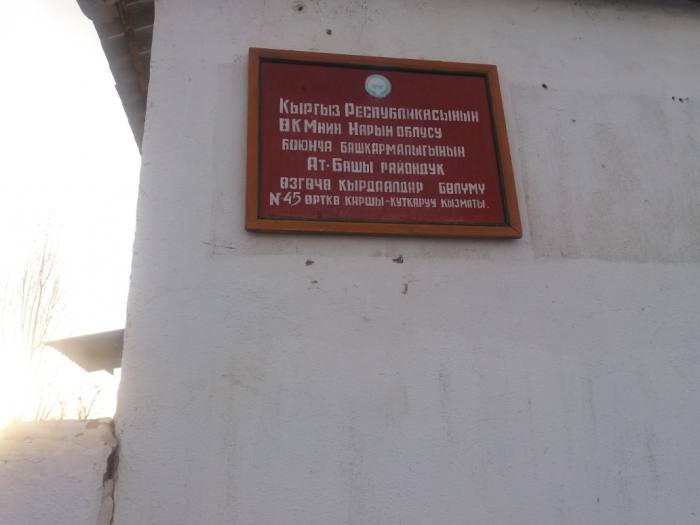 Кыргыз Республикасынын
ӨКМнин Нарын облусу
боюнча башкармалыгынын
Ат-Башы райондук
өзгөчө кырдаалдар бөлүмү
№45 өрткө каршы-куткаруу кызматы.